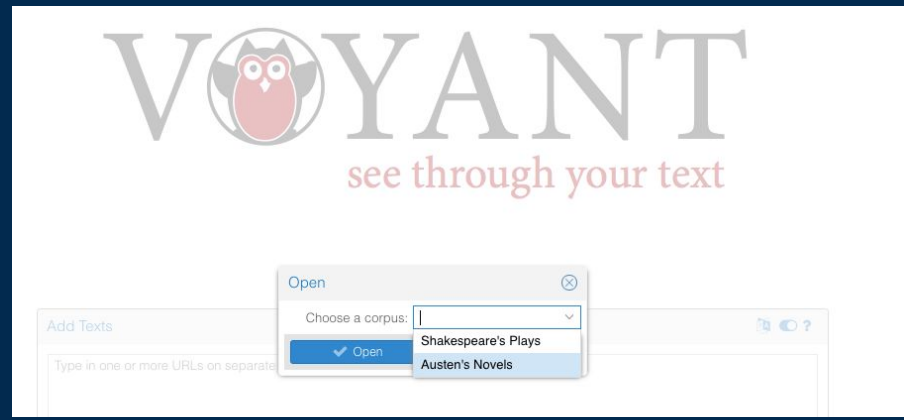 VOYANT
see through your text
Open
Choose a corpus:
Shakespeare's Plays
Austen's Novels
Open
Add Texts
?
Type in one or more URLs on separate